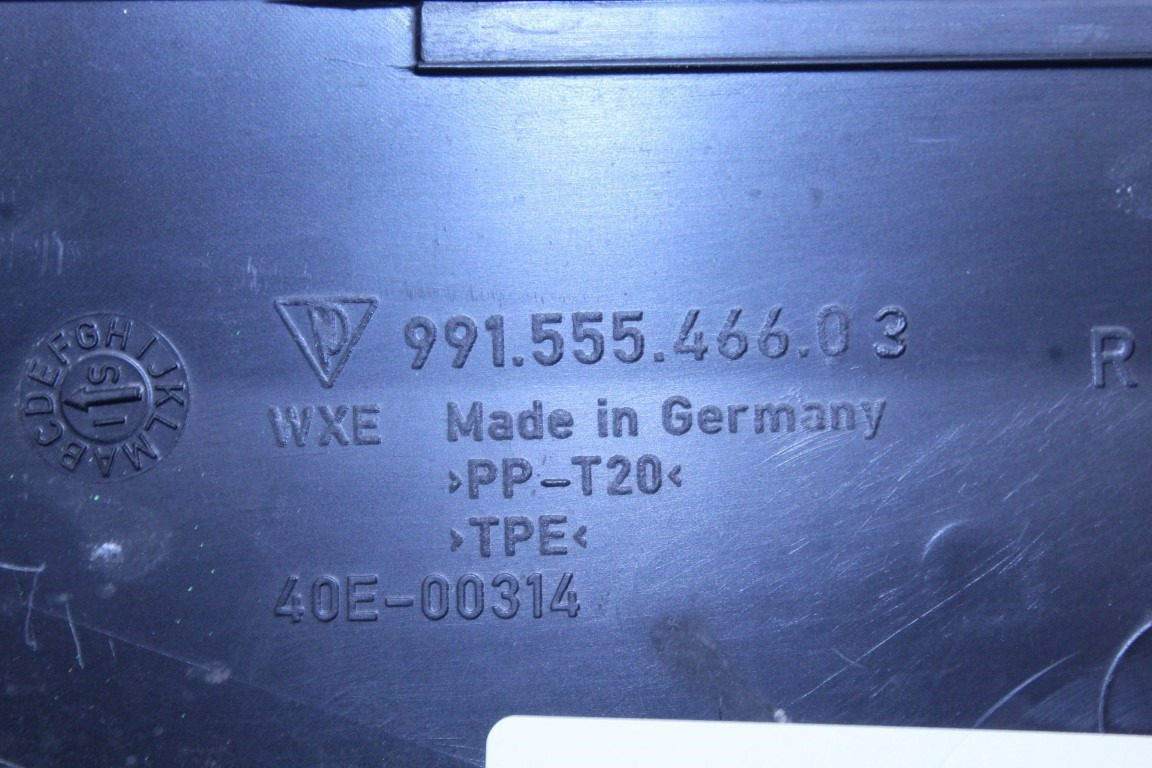 991.555.466.03
R
WXE Made in Germany
>PP-T20<
>TPE<
40E-00314
ABCDEFGHIJKLM